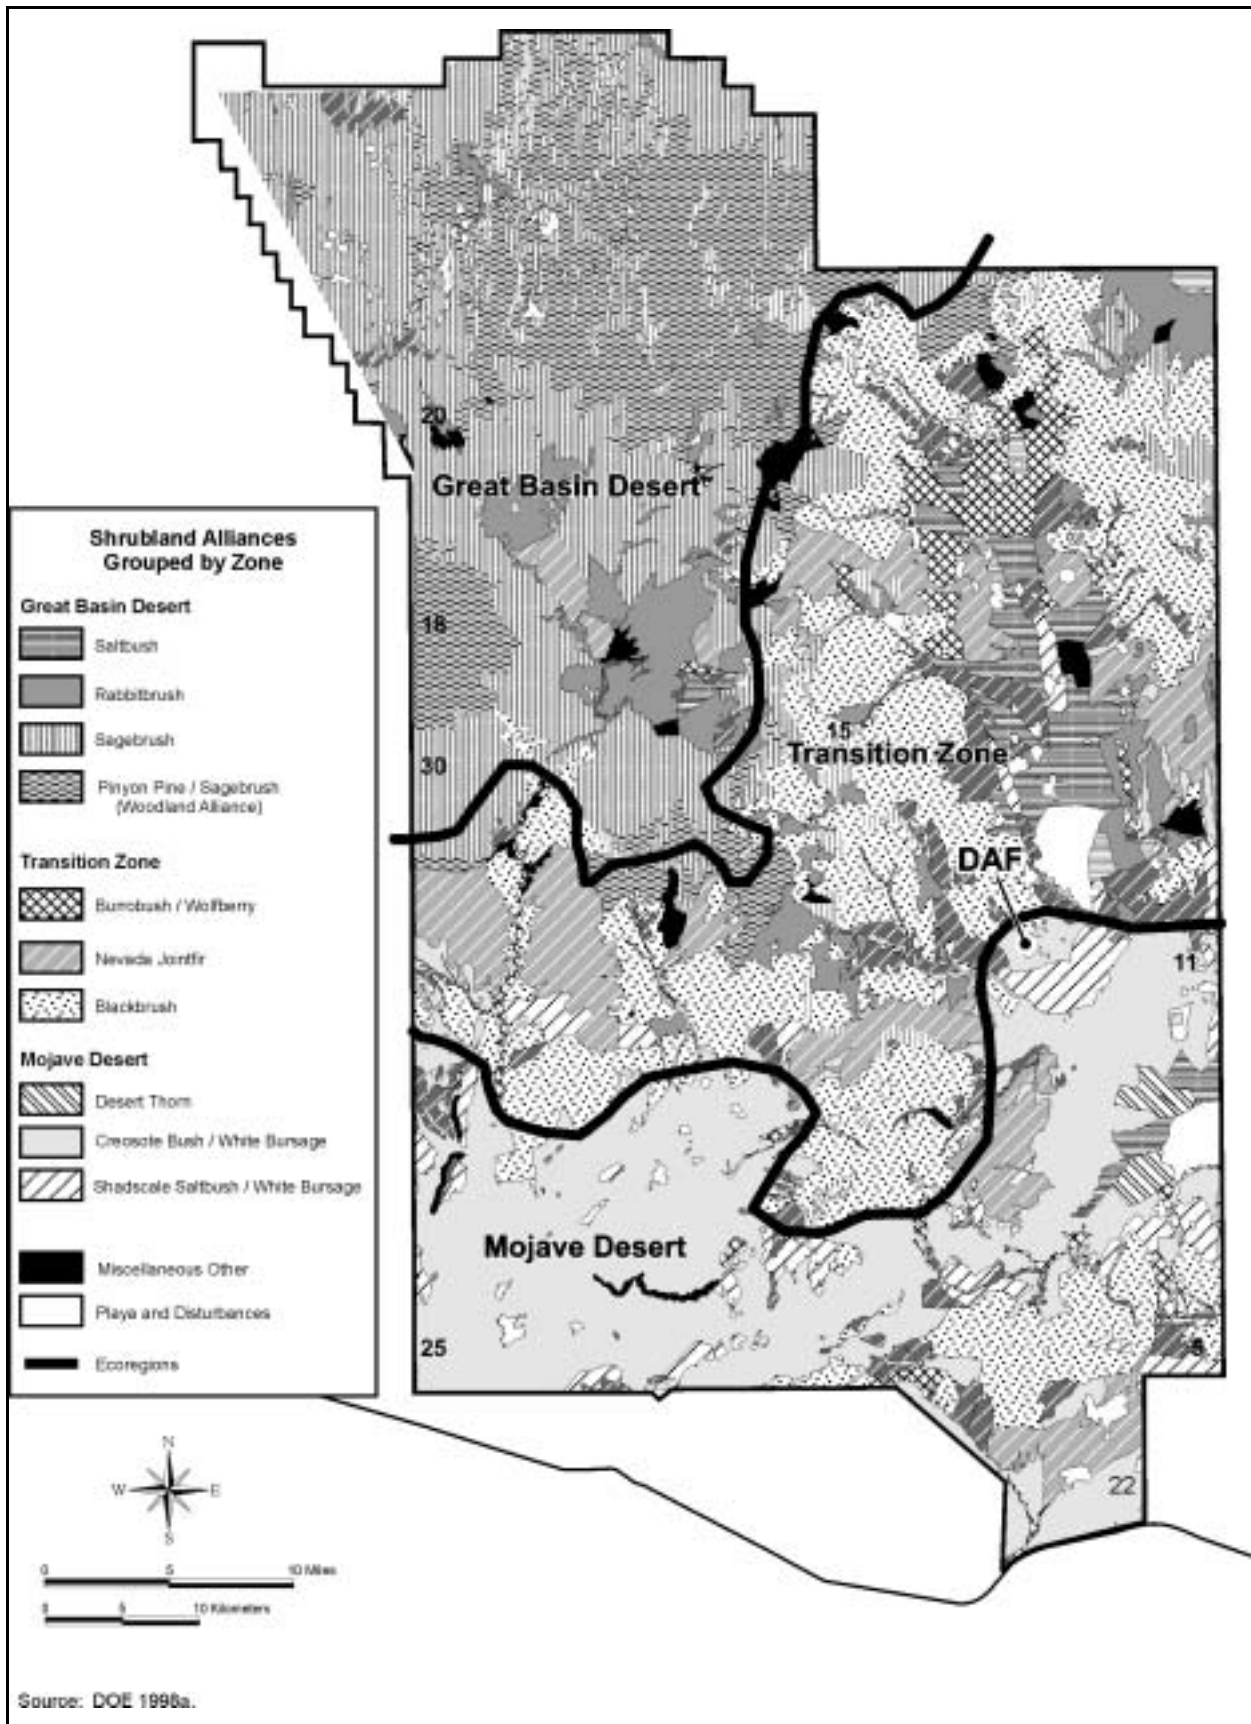 20
Great Basin Desert
Shrubland Alliances
Grouped by Zone
Great Basin Desert
Saltbush
Rabbitbrush
Sagebrush
Pinyon Pine / Sagebrush
(Woodland Alliance)
Transition Zone
Burrobush / Wolfberry
Nevada Jointfir
Blackbrush
Mojave Desert
Desert Thorn
Creosote Bush / White Bursage
Shadscale Saltbush / White Bursage
Miscellaneous Other
Playa and Disturbances
Ecoregions
18
15
Transition Zone
30
DAF
11
Mojave Desert
25
5
22
N
W E
S
0 5 10 Miles
0 5 10 Kilometers
Source: DOE 1998a.